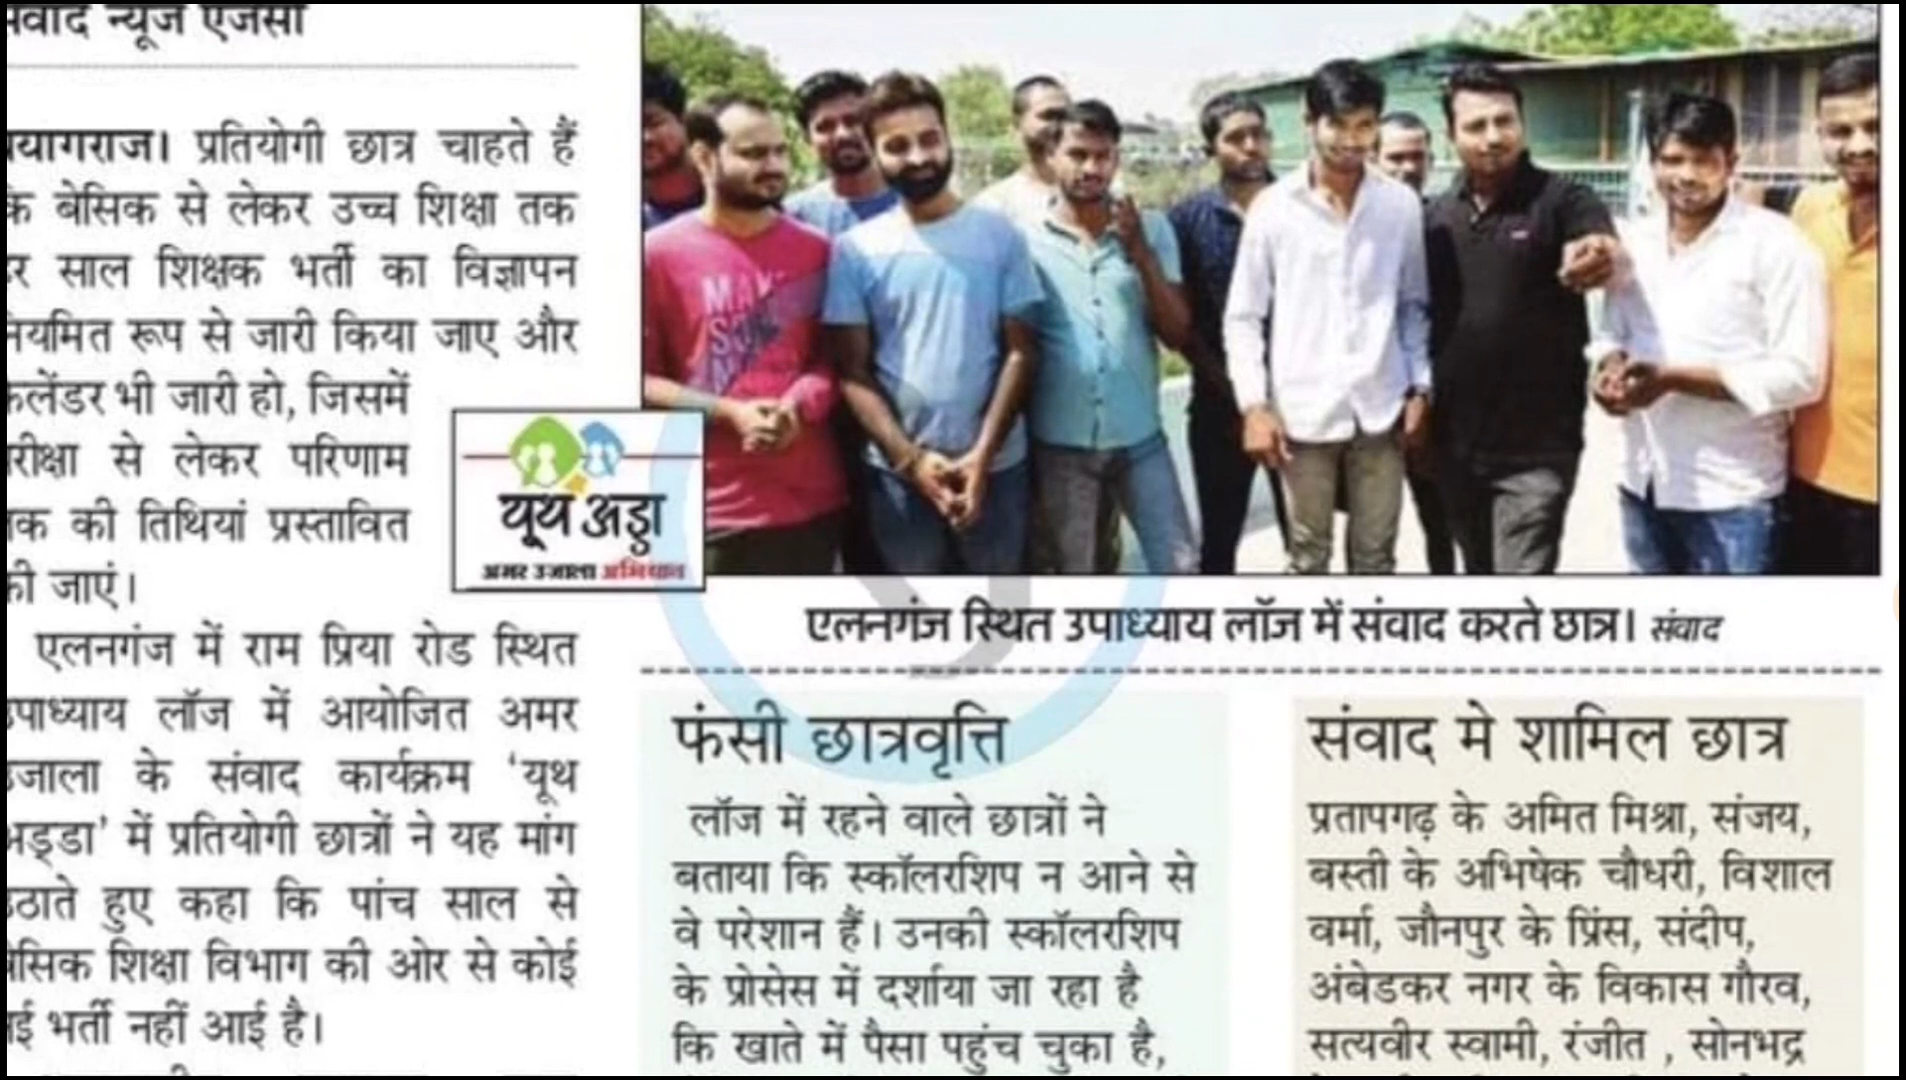 संवाद न्यूज एजेंसी
प्रयागराज। प्रतियोगी छात्र चाहते हैं
कि बेसिक से लेकर उच्च शिक्षा तक
हर साल शिक्षक भर्ती का विज्ञापन
नियमित रूप से जारी किया जाए और
कैलेंडर भी जारी हो, जिसमें
परीक्षा से लेकर परिणाम
तक की तिथियां प्रस्तावित
की जाएं।
एलनगंज में राम प्रिया रोड स्थित
उपाध्याय लॉज में आयोजित अमर
उजाला के संवाद कार्यक्रम ‘यूथ
अड्डा’ में प्रतियोगी छात्रों ने यह मांग
उठाते हुए कहा कि पांच साल से
बेसिक शिक्षा विभाग की ओर से कोई
नई भर्ती नहीं आई है।
यूथ अड्डा
अमर उजाला अभियान
एलनगंज स्थित उपाध्याय लॉज में संवाद करते छात्र। संवाद
फंसी छात्रवृत्ति
लॉज में रहने वाले छात्रों ने
बताया कि स्कॉलरशिप न आने से
वे परेशान हैं। उनकी स्कॉलरशिप
के प्रोसेस में दर्शाया जा रहा है
कि खाते में पैसा पहुंच चुका है,
संवाद मे शामिल छात्र
प्रतापगढ़ के अमित मिश्रा, संजय,
बस्ती के अभिषेक चौधरी, विशाल
वर्मा, जौनपुर के प्रिंस, संदीप,
अंबेडकर नगर के विकास गौरव,
सत्यवीर स्वामी, रंजीत , सोनभद्र